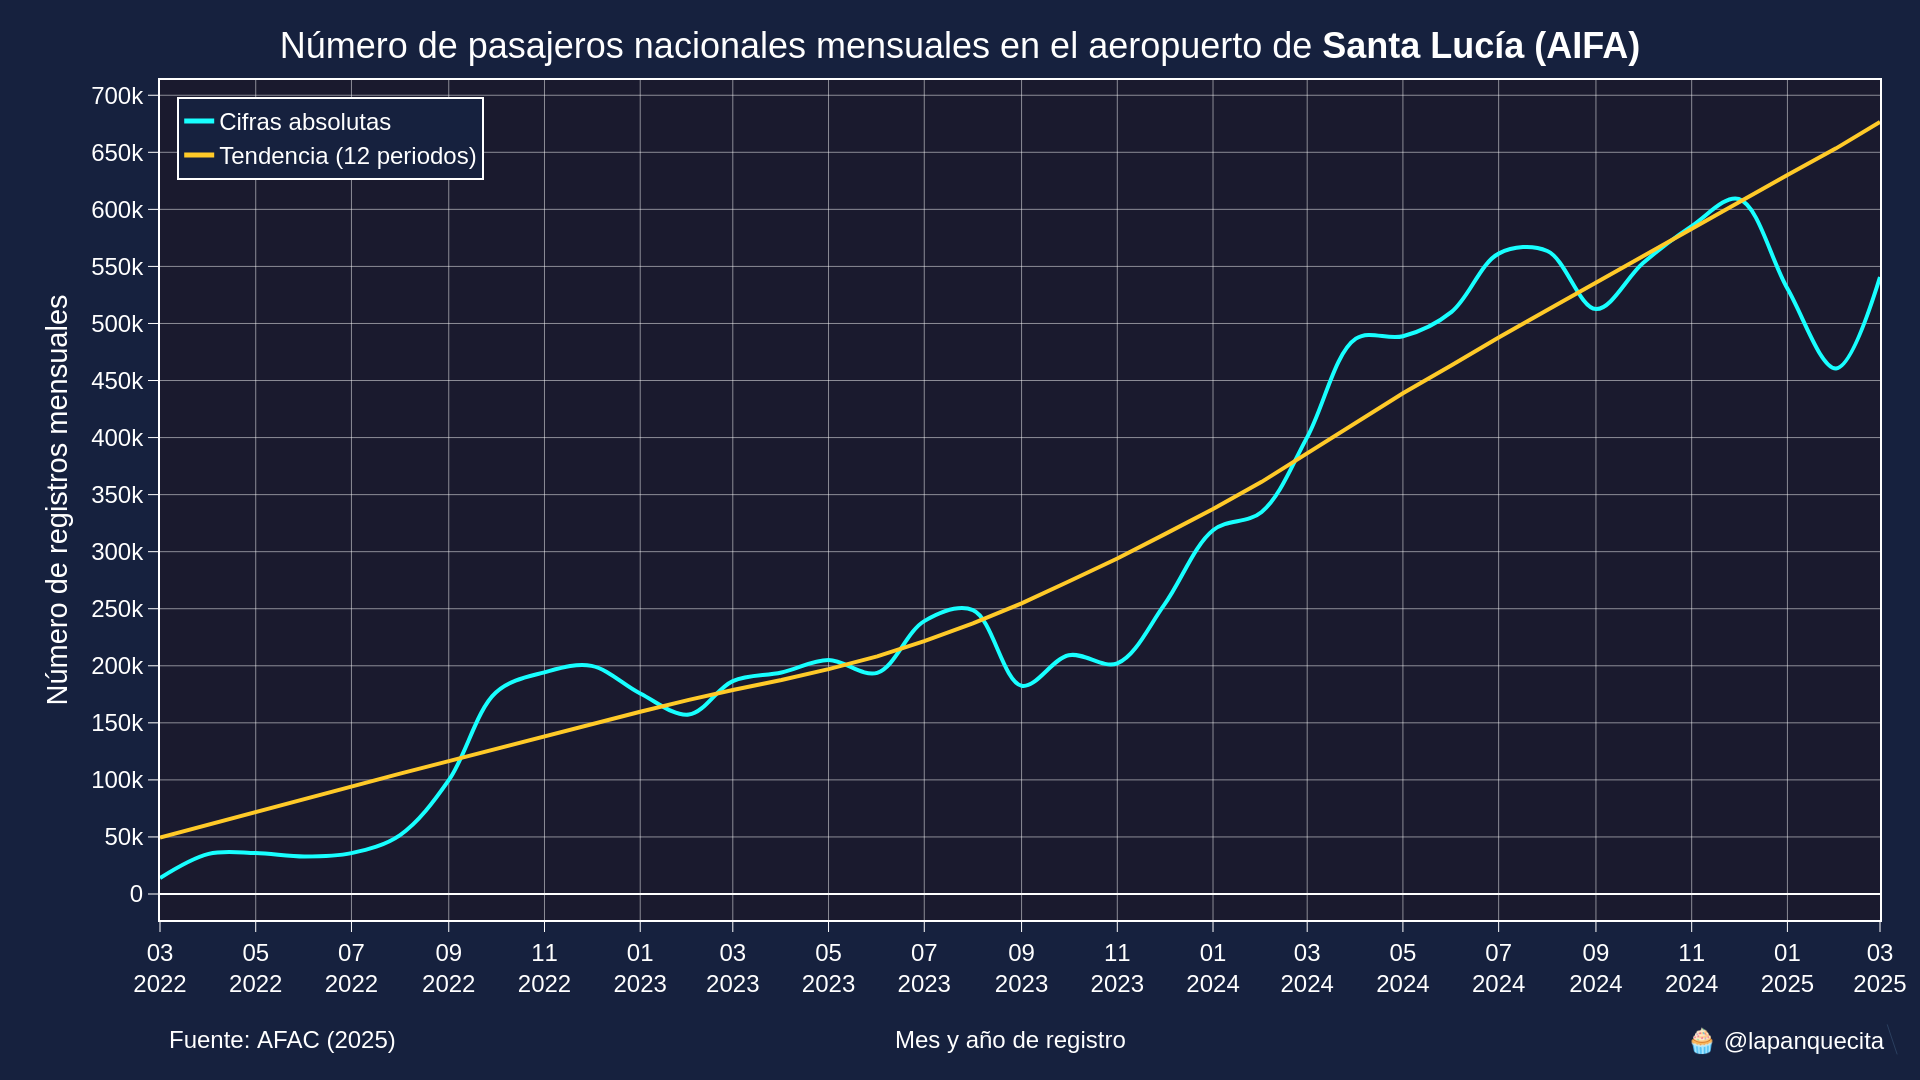 Número de pasajeros nacionales mensuales en el aeropuerto de Santa Lucía (AIFA)
Cifras absolutas
Tendencia (12 periodos)
Número de registros mensuales
700k
650k
600k
550k
500k
450k
400k
350k
300k
250k
200k
150k
100k
50k
0
03 05 07 09 11 01 03 05 07 09 11 01 03 05 07 09 11 01 03
2022 2022 2022 2022 2022 2023 2023 2023 2023 2023 2023 2024 2024 2024 2024 2024 2024 2025 2025
Fuente: AFAC (2025)
Mes y año de registro
🧁 @lapanquecita